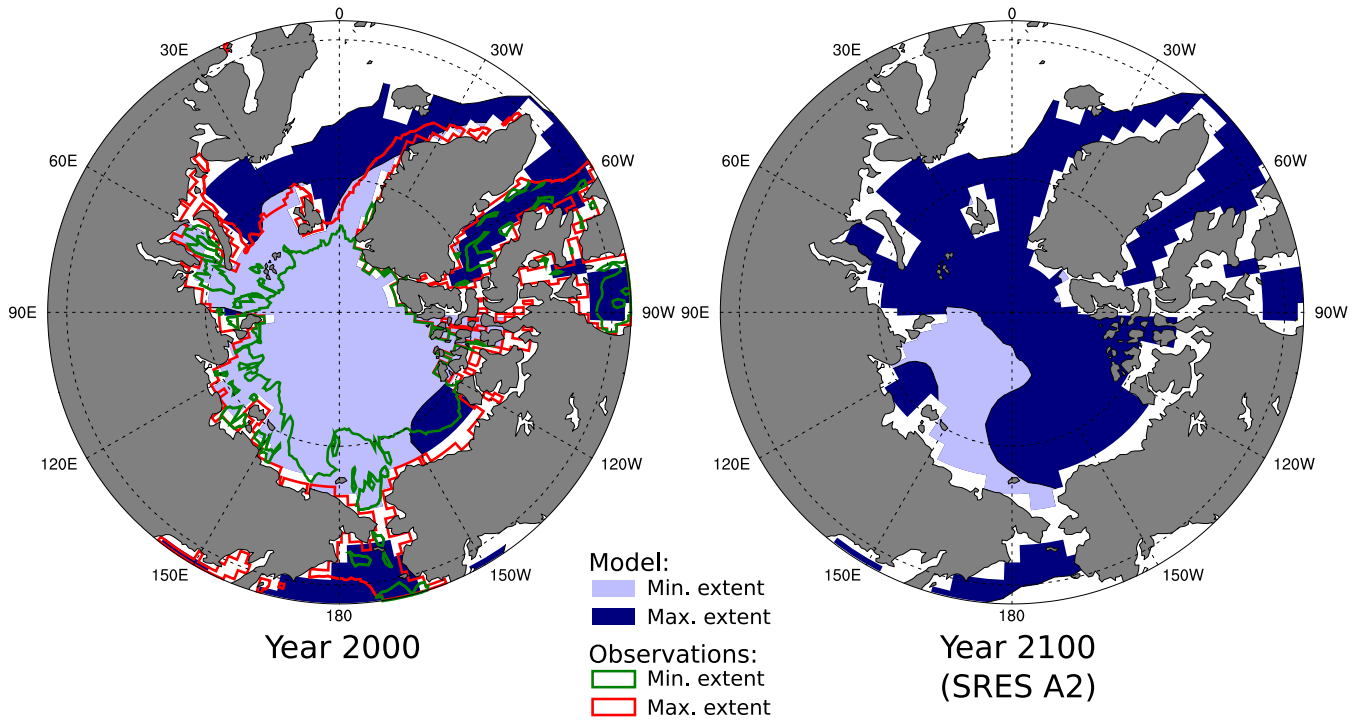 0
30E
30W
60E
60W
90E
90W
120E
120W
150E
150W
180
Year 2000
Model:
Min. extent
Max. extent
Observations:
Min. extent
Max. extent
0
30E
30W
60E
60W
90E
90W
120E
120W
150E
150W
180
Year 2100
(SRES A2)